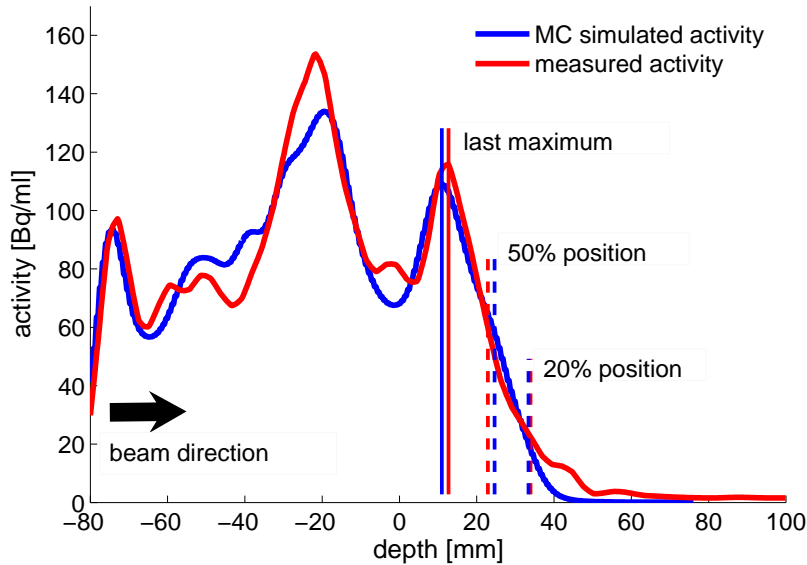 160
140
120
100
80
60
40
20
0
activity [Bq/ml]
MC simulated activity
measured activity
last maximum
50% position
20% position
beam direction
−80 −60 −40 −20 0 20 40 60 80 100
depth [mm]